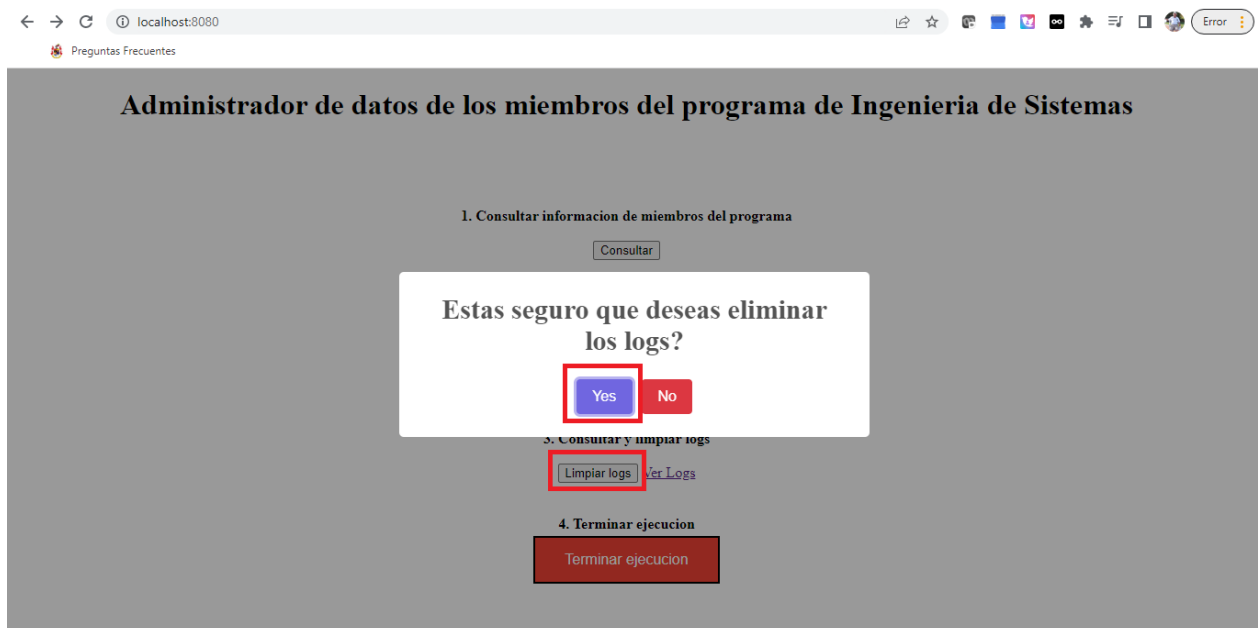 localhost:8080
Error
Preguntas Frecuentes
Administrador de datos de los miembros del programa de Ingenieria de Sistemas
1. Consultar informacion de miembros del programa
Consultar
Estas seguro que deseas eliminar
los logs?
Yes No
3. Consultar y limpiar logs
Limpiar logs Ver Logs
4. Terminar ejecucion
Terminar ejecucion